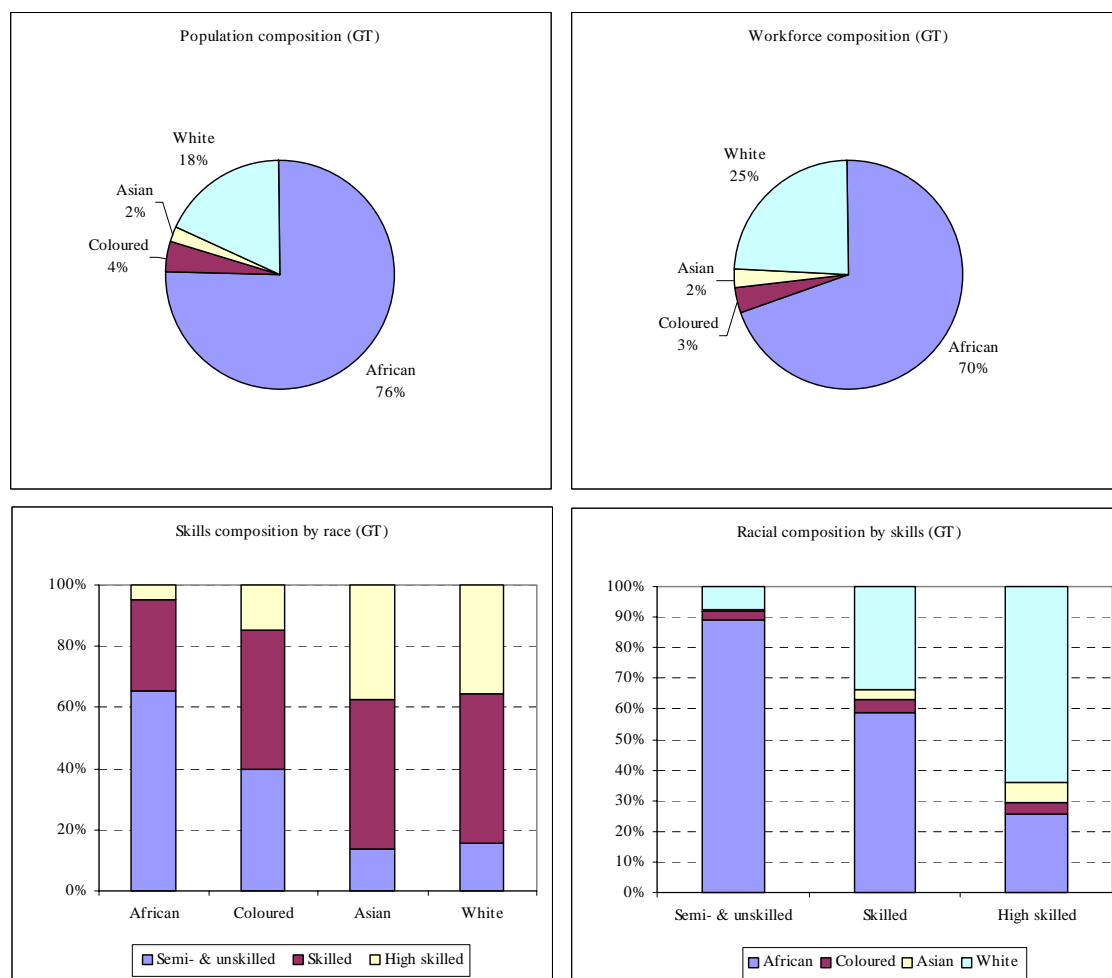 Population composition (GT)
White
18%
Asian
2%
Coloured
4%
African
76%
Workforce composition (GT)
White
25%
Asian
2%
Coloured
3%
African
70%
Skills composition by race (GT)
100%
80%
60%
40%
20%
0%
African Coloured Asian White
Semi- & unskilled Skilled High skilled
Racial composition by skills (GT)
100%
90%
80%
70%
60%
50%
40%
30%
20%
10%
0%
Semi- & unskilled Skilled High skilled
African Coloured Asian White